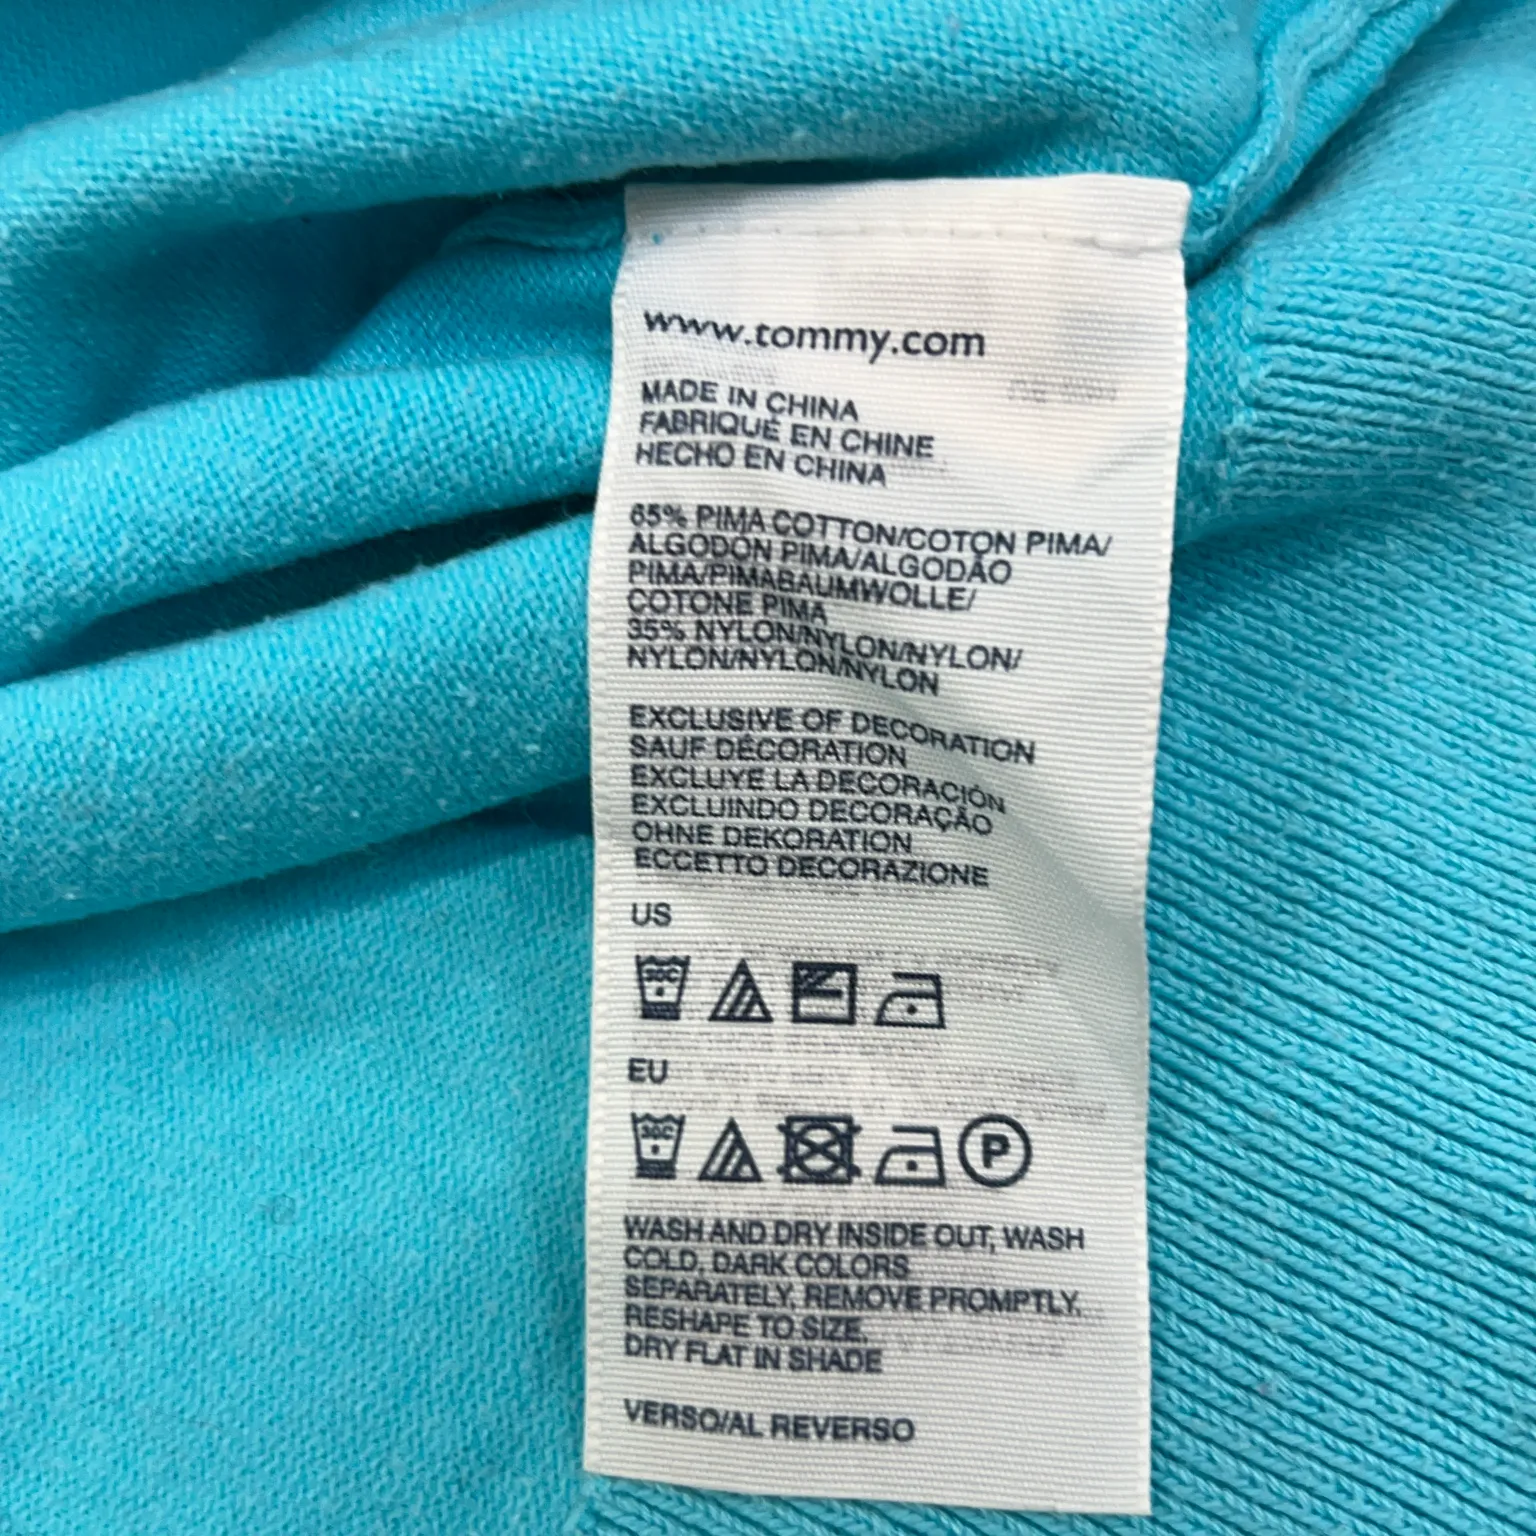 www.tommy.com
MADE IN CHINA
FABRIQUÉ EN CHINE
HECHO EN CHINA
65% PIMA COTTON/COTON PIMA/
ALGODÓN PIMA/ALGODÃO
PIMA/PIMABAUMWOLLE/
COTONE PIMA
35% NYLON/NYLON/NYLON/
NYLON/NYLON/NYLON
EXCLUSIVE OF DECORATION
SAUF DÉCORATION
EXCLUYE LA DECORACIÓN
EXCLUINDO DECORAÇÃO
OHNE DEKORATION
ECCETTO DECORAZIONE
US
30C
EU
30C P
WASH AND DRY INSIDE OUT, WASH
COLD, DARK COLORS
SEPARATELY, REMOVE PROMPTLY,
RESHAPE TO SIZE,
DRY FLAT IN SHADE
VERSO/AL REVERSO